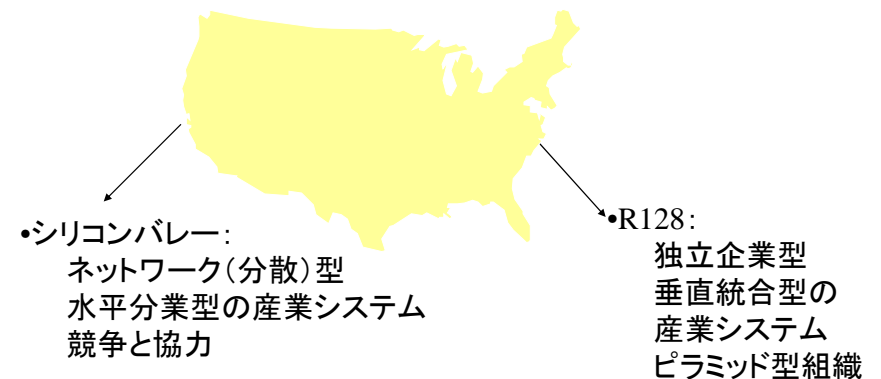 •シリコンバレー：
ネットワーク（分散）型
水平分業型の産業システム
競争と協力
•R128：
独立企業型
垂直統合型の
産業システム
ピラミッド型組織